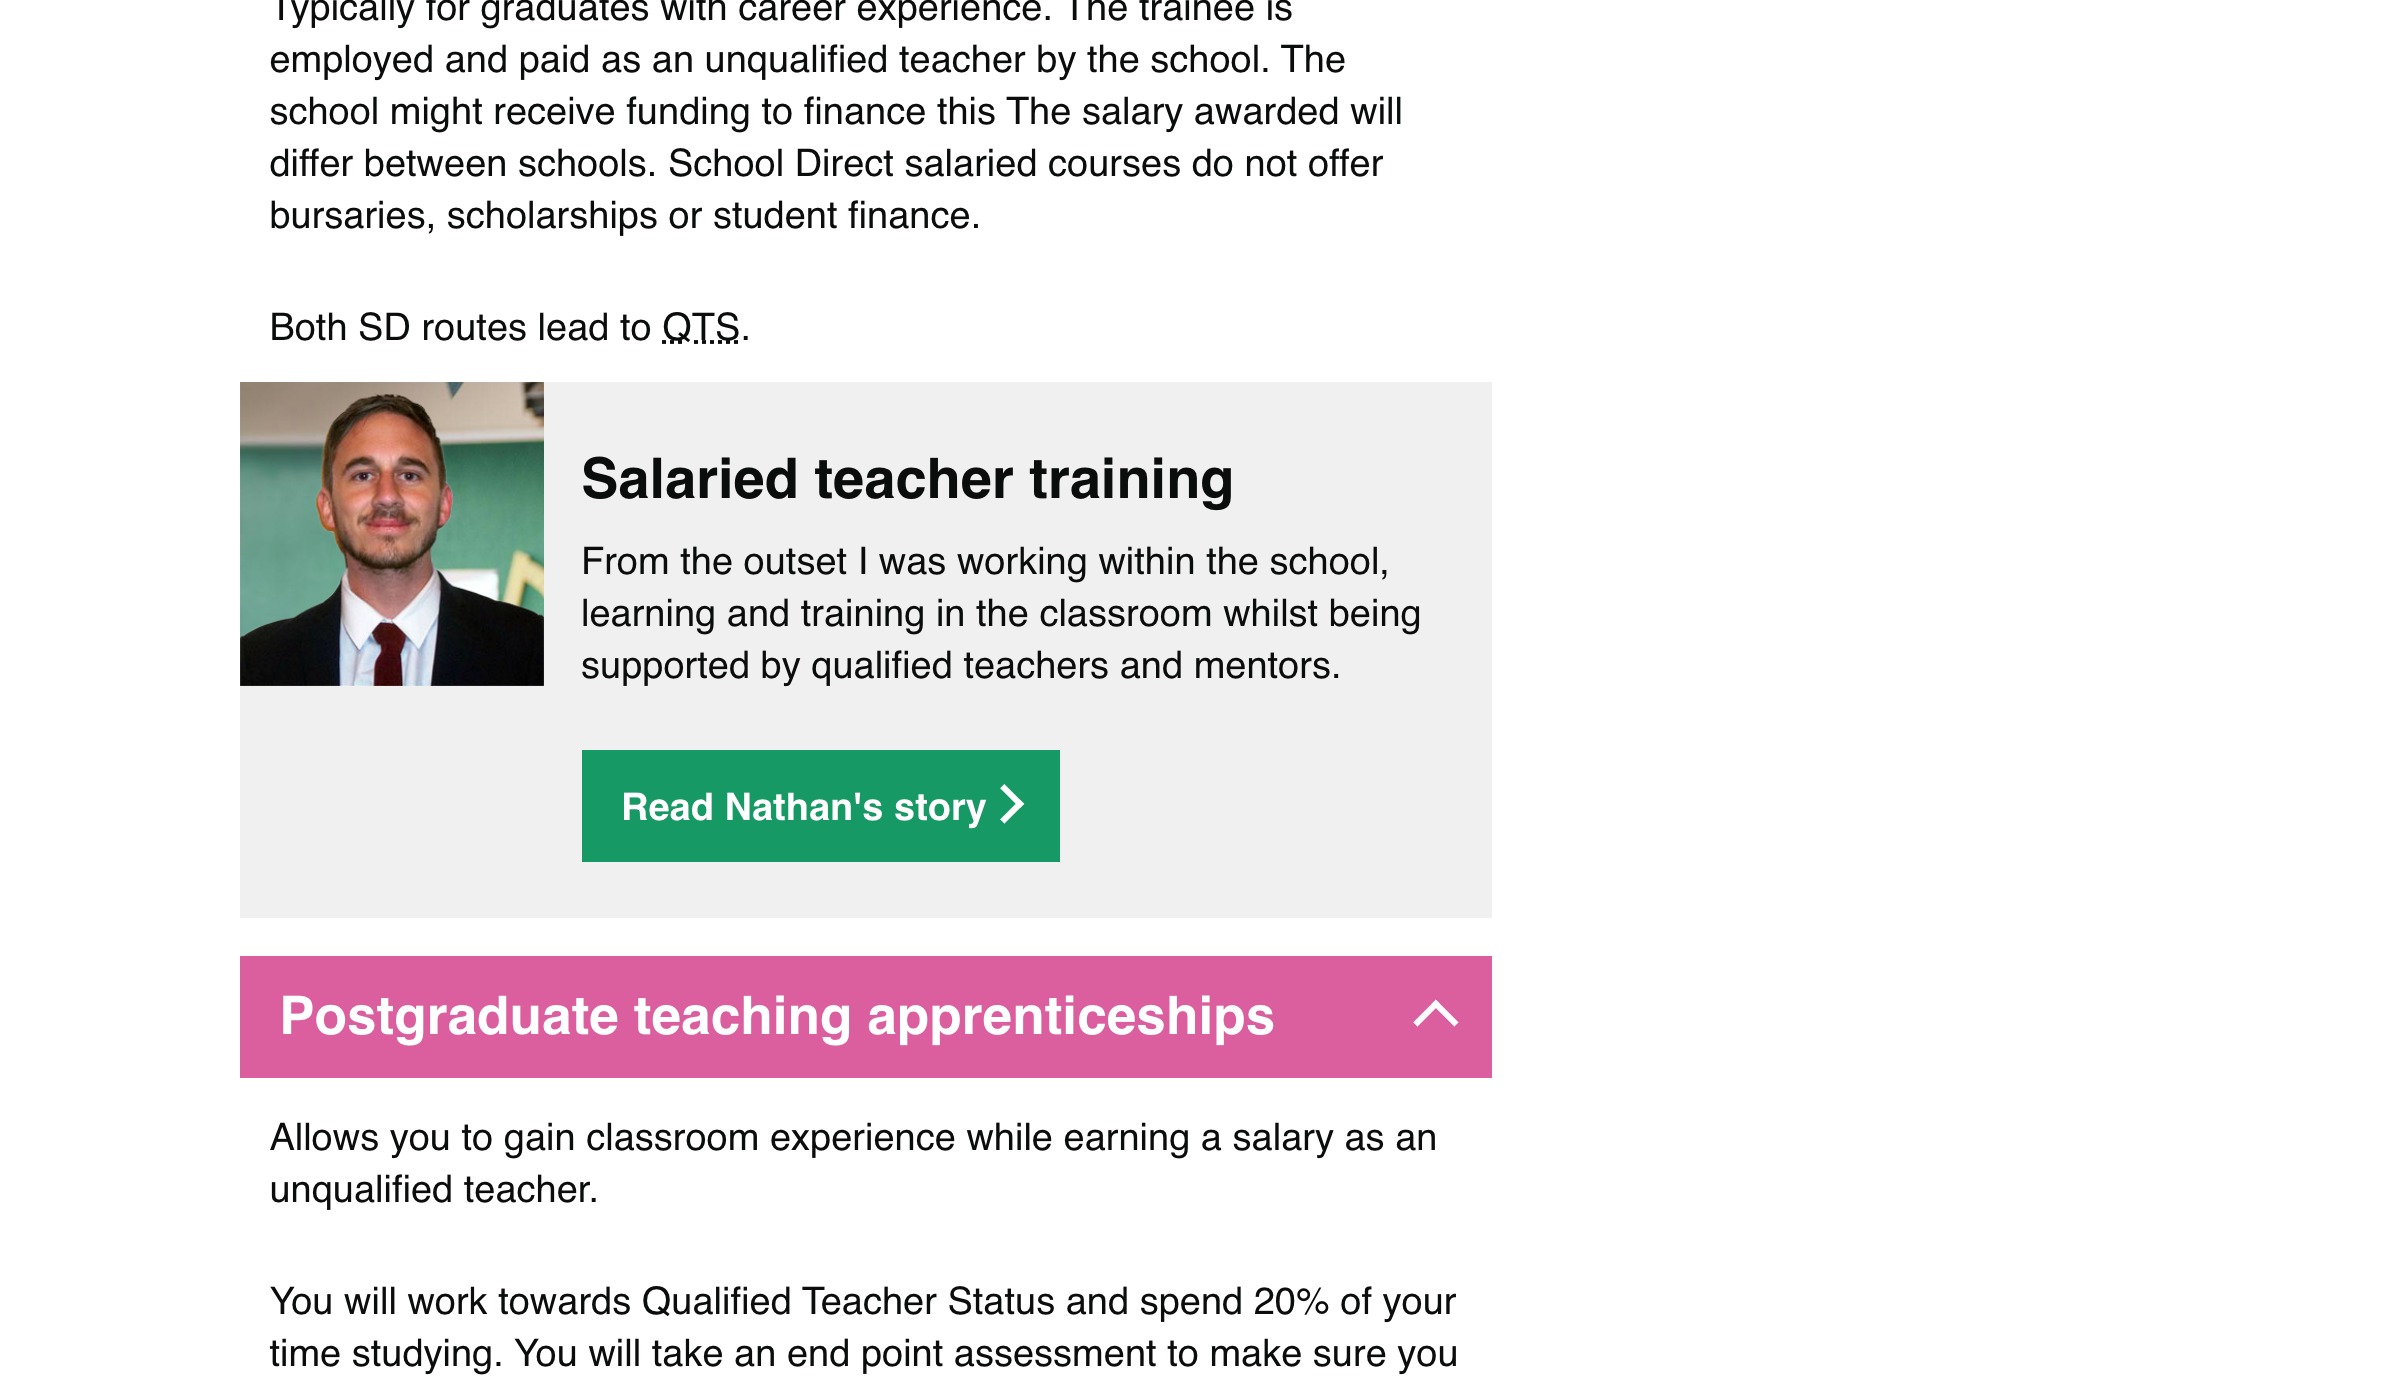 Typically for graduates with career experience. The trainee is
employed and paid as an unqualified teacher by the school. The
school might receive funding to finance this The salary awarded will
differ between schools. School Direct salaried courses do not offer
bursaries, scholarships or student finance.
Both SD routes lead to QTS.
Salaried teacher training
From the outset I was working within the school,
learning and training in the classroom whilst being
supported by qualified teachers and mentors.
Read Nathan's story
Postgraduate teaching apprenticeships
Allows you to gain classroom experience while earning a salary as an
unqualified teacher.
You will work towards Qualified Teacher Status and spend 20% of your
time studying. You will take an end point assessment to make sure you